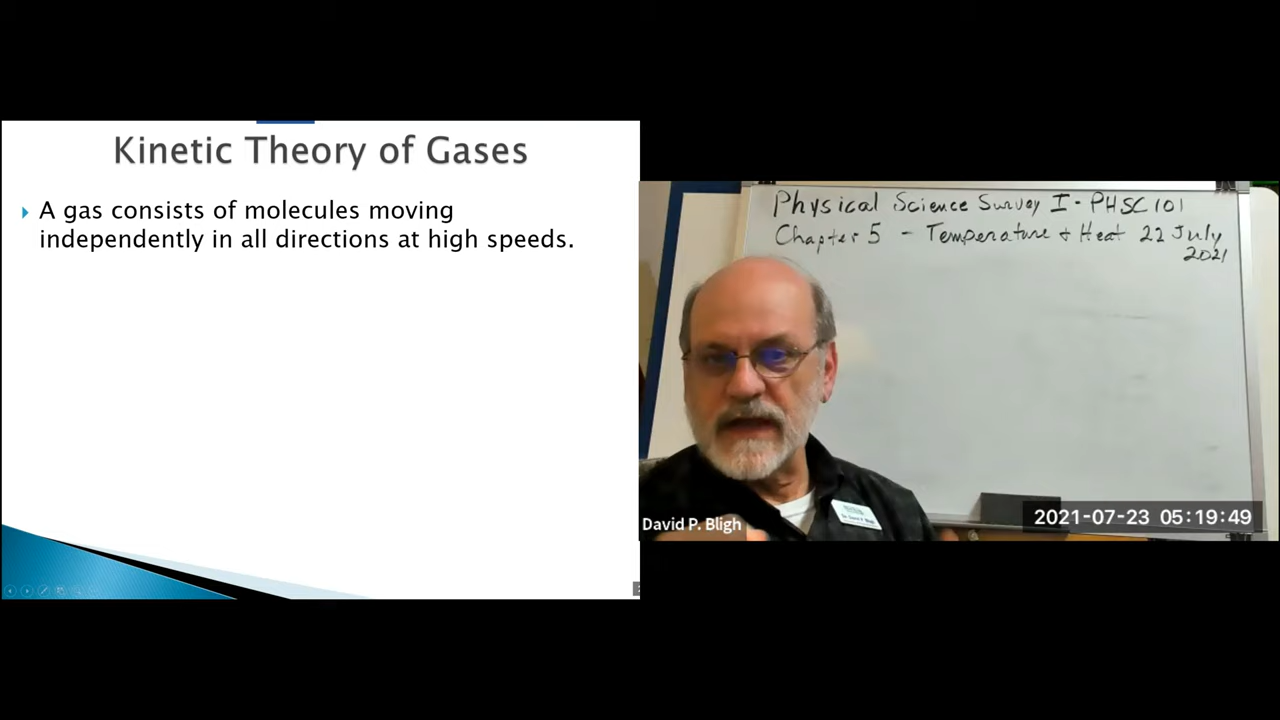 Kinetic Theory of Gases
A gas consists of molecules moving
independently in all directions at high speeds.
Physical Science Survey I - PHSC 101
Chapter 5 - Temperature & Heat 22 July
2021
David P. Bligh
2021-07-23 05:19:49